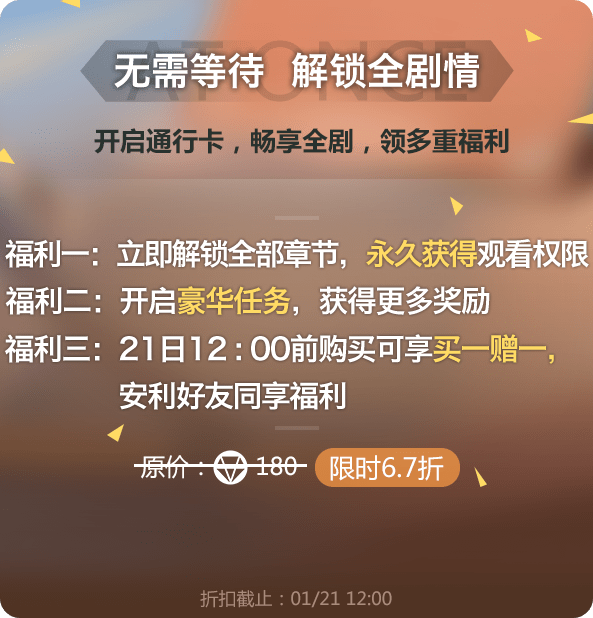 AT ONCE
无需等待 解锁全剧情
开启通行卡，畅享全剧，领多重福利
福利一：立即解锁全部章节，永久获得观看权限
福利二：开启豪华任务，获得更多奖励
福利三：21日12：00前购买可享买一赠一，
安利好友同享福利
原价：180 限时6.7折
折扣截止：01/21 12:00